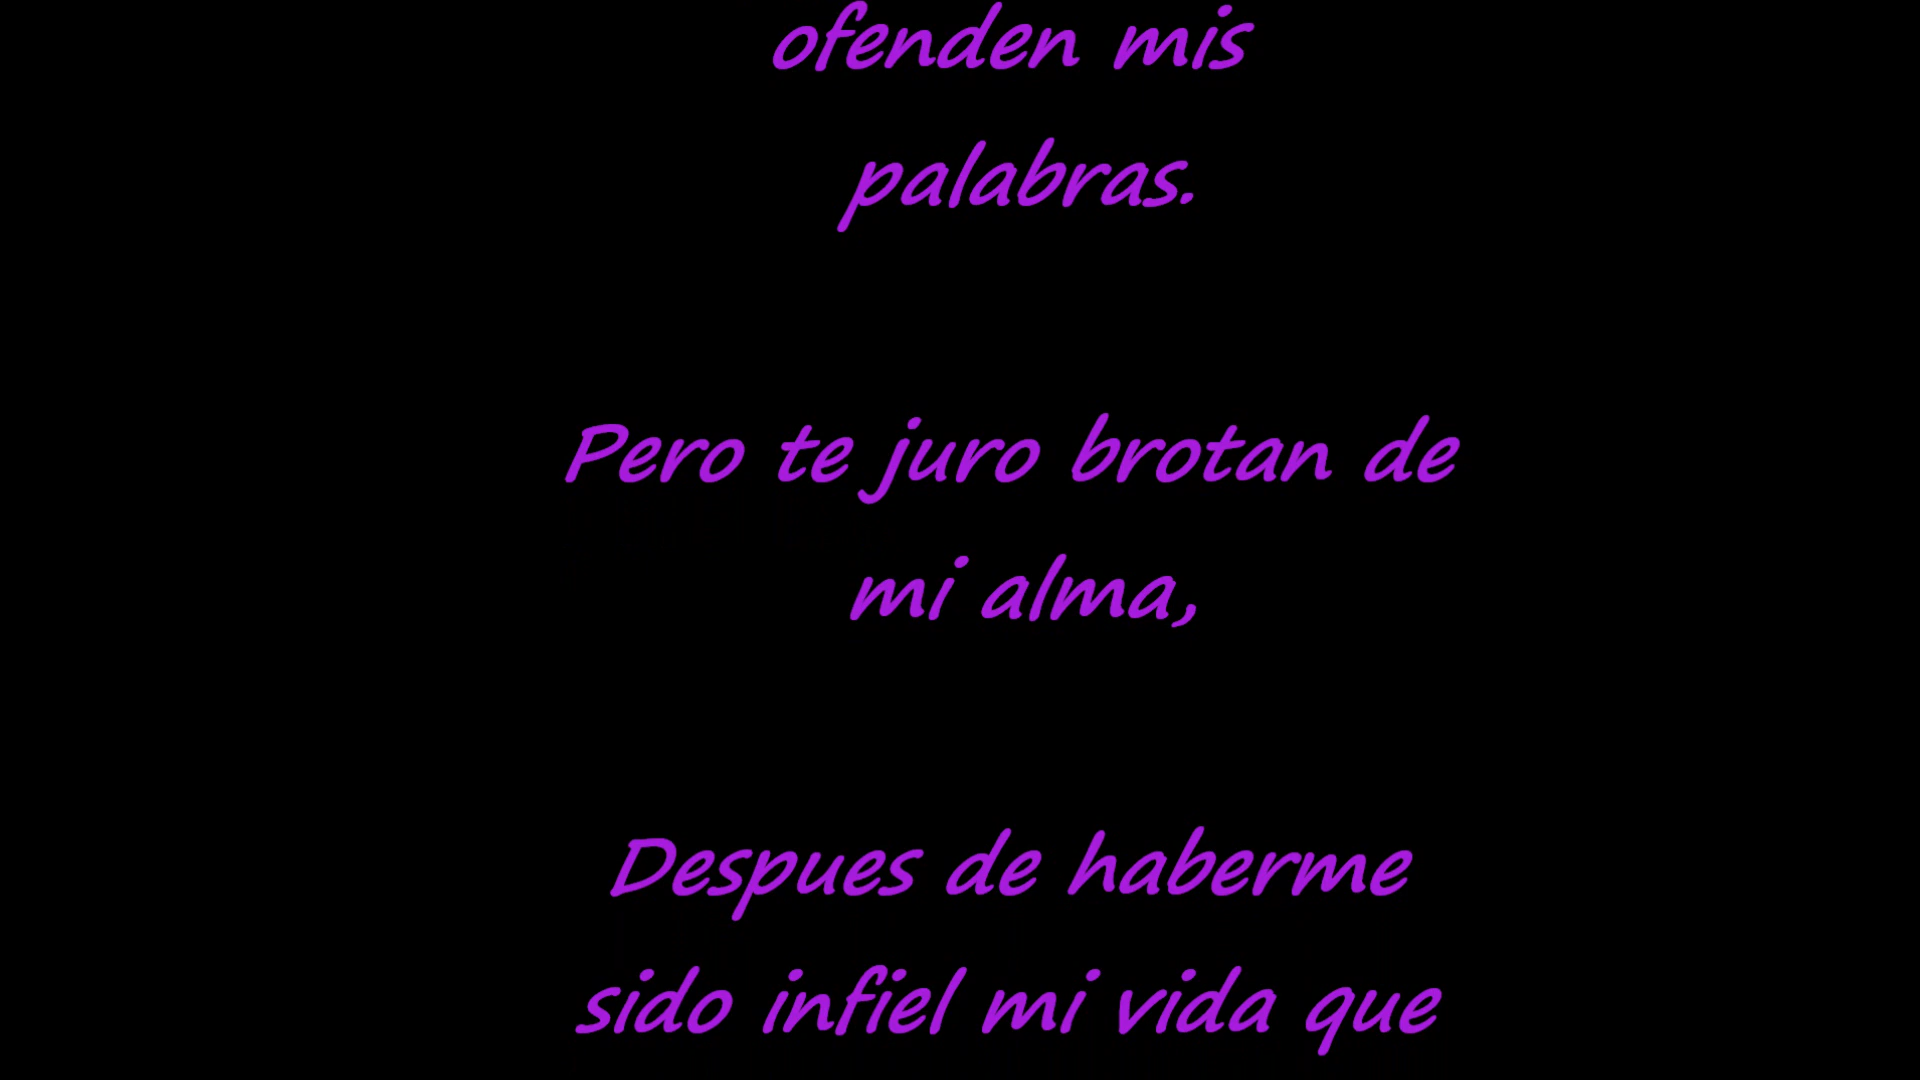 ofenden mis
palabras.
Pero te juro brotan de
mi alma,
Despues de haberme
sido infiel mi vida que